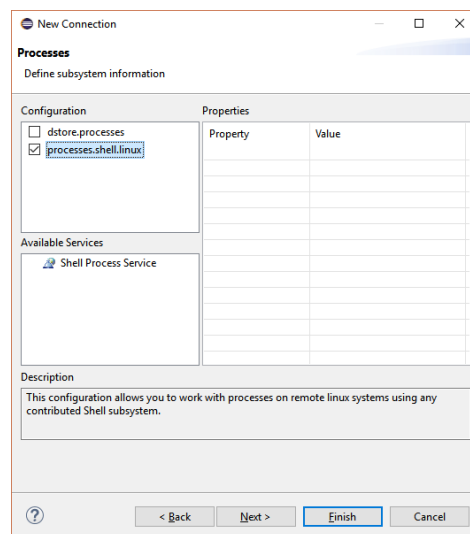 New Connection
Processes
Define subsystem information
Configuration
dstore.processes
processes.shell.linux
Available Services
Shell Process Service
Properties
Property Value
Description
This configuration allows you to work with processes on remote linux systems using any
contributed Shell subsystem.
?
< Back Next > Finish Cancel